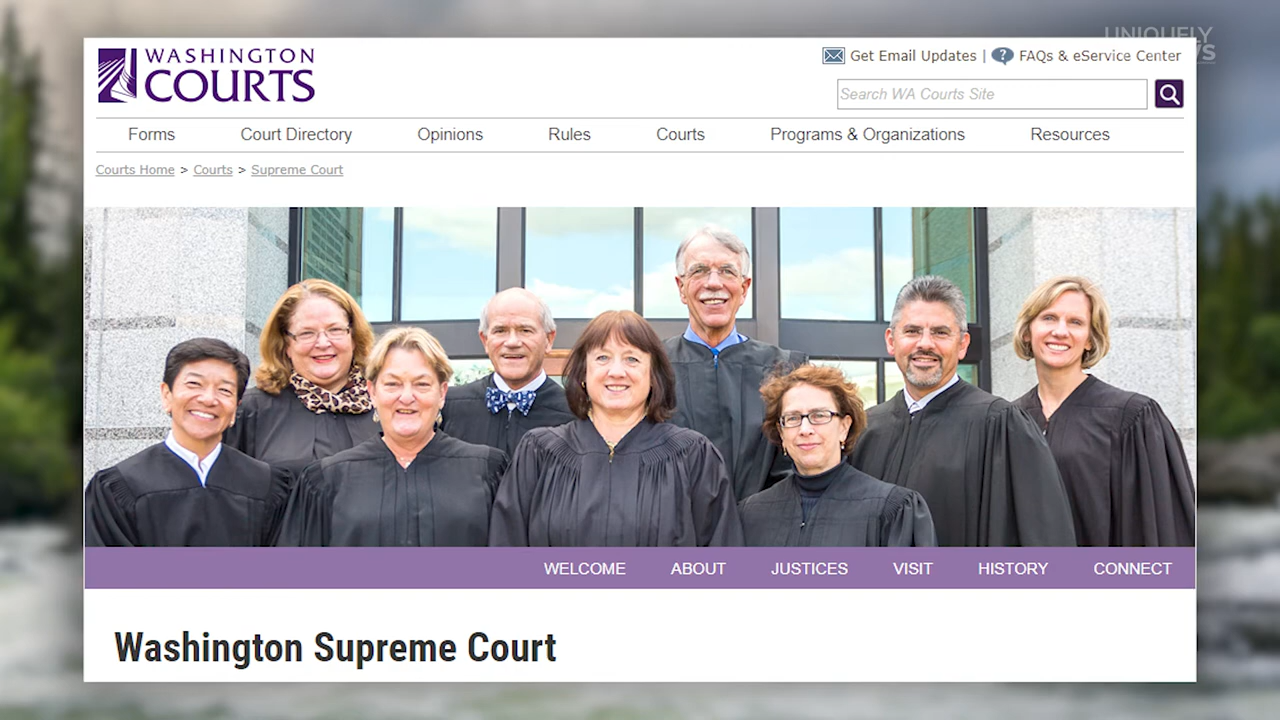 UNIQUELY
WASHINGTON
COURTS
Get Email Updates | FAQs & eService Center
Search WA Courts Site
Forms Court Directory Opinions Rules Courts Programs & Organizations Resources
Courts Home > Courts > Supreme Court
WELCOME ABOUT JUSTICES VISIT HISTORY CONNECT
Washington Supreme Court